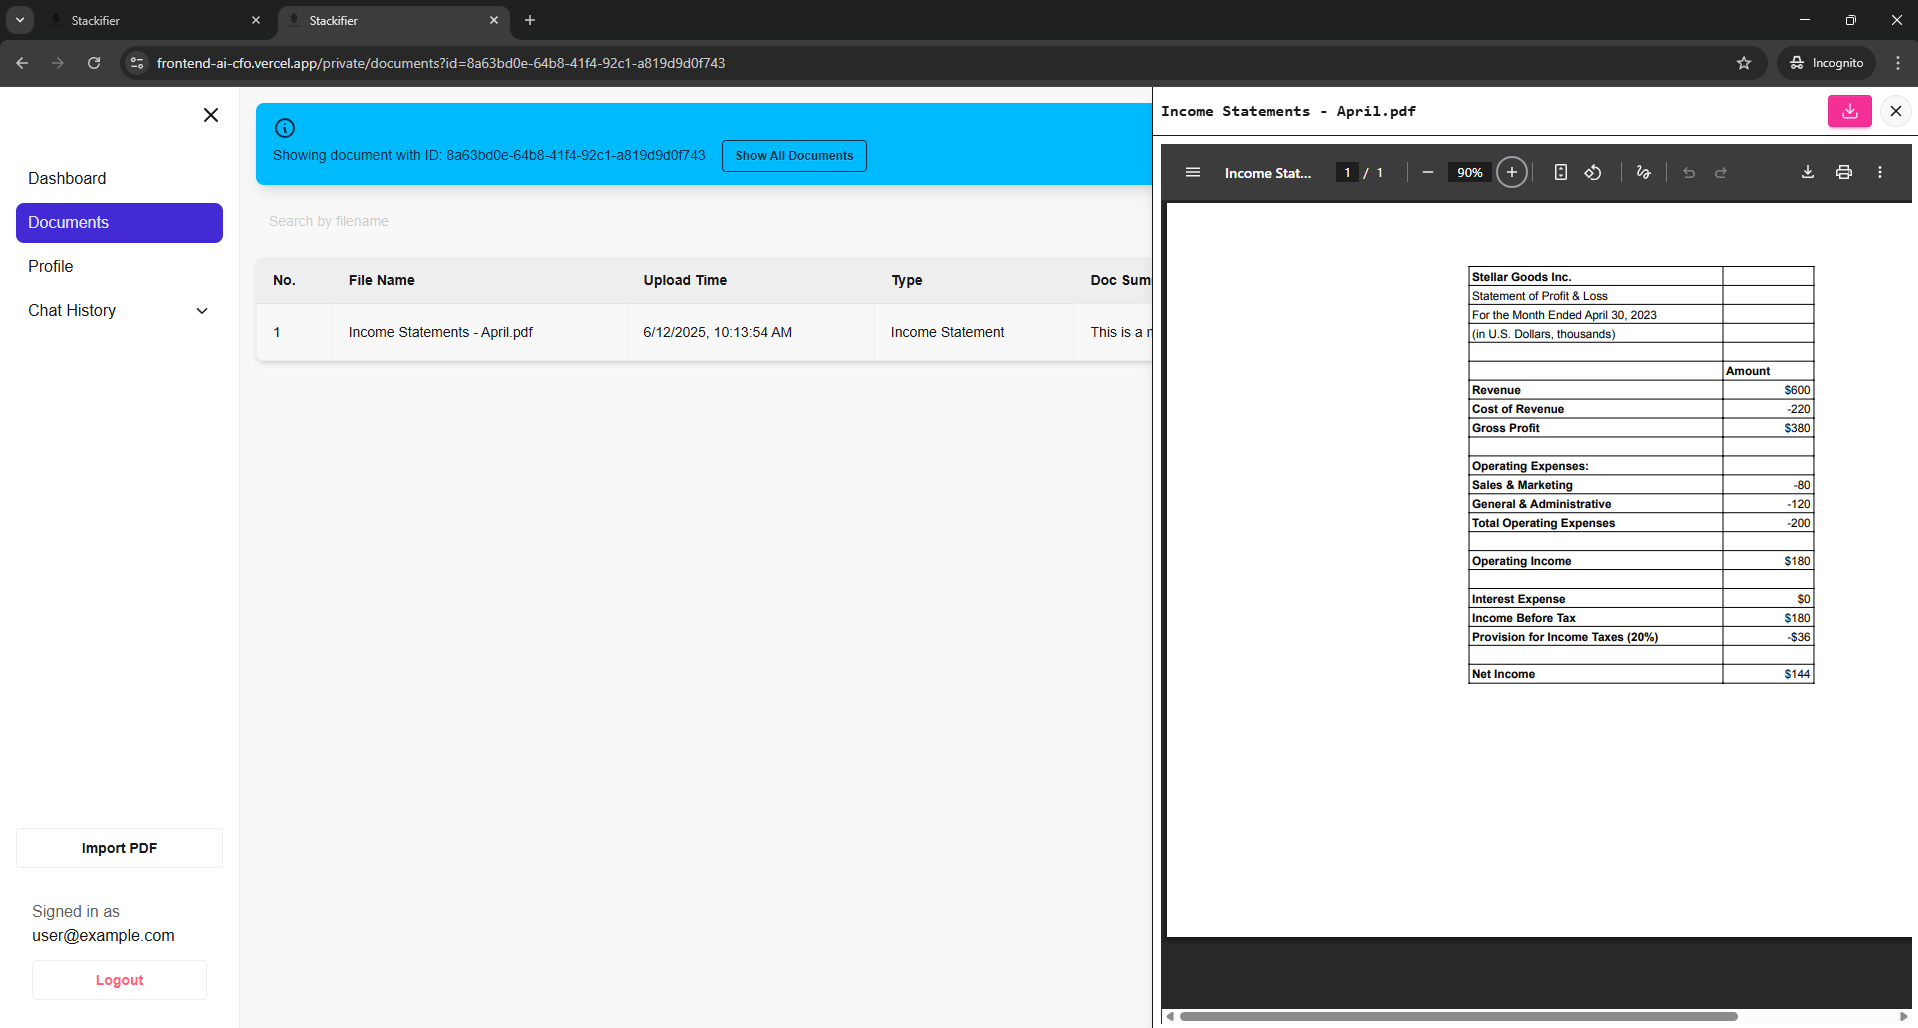 Stackifier
Stackifier
frontend-ai-cfo.vercel.app/private/documents?id=8a63bd0e-64b8-41f4-92c1-a819d9d0f743
Incognito
Dashboard
Documents
Profile
Chat History
Import PDF
Signed in as
user@example.com
Logout
Showing document with ID: 8a63bd0e-64b8-41f4-92c1-a819d9d0f743 Show All Documents
Search by filename
No. File Name Upload Time Type Doc Sum
1 Income Statements - April.pdf 6/12/2025, 10:13:54 AM Income Statement This is a
Income Statements - April.pdf
Income Stat... 1 / 1 90%
Stellar Goods Inc.
Statement of Profit & Loss
For the Month Ended April 30, 2023
(in U.S. Dollars, thousands)
Amount
Revenue $600
Cost of Revenue -220
Gross Profit $380
Operating Expenses:
Sales & Marketing -80
General & Administrative -120
Total Operating Expenses -200
Operating Income $180
Interest Expense $0
Income Before Tax $180
Provision for Income Taxes (20%) -$36
Net Income $144